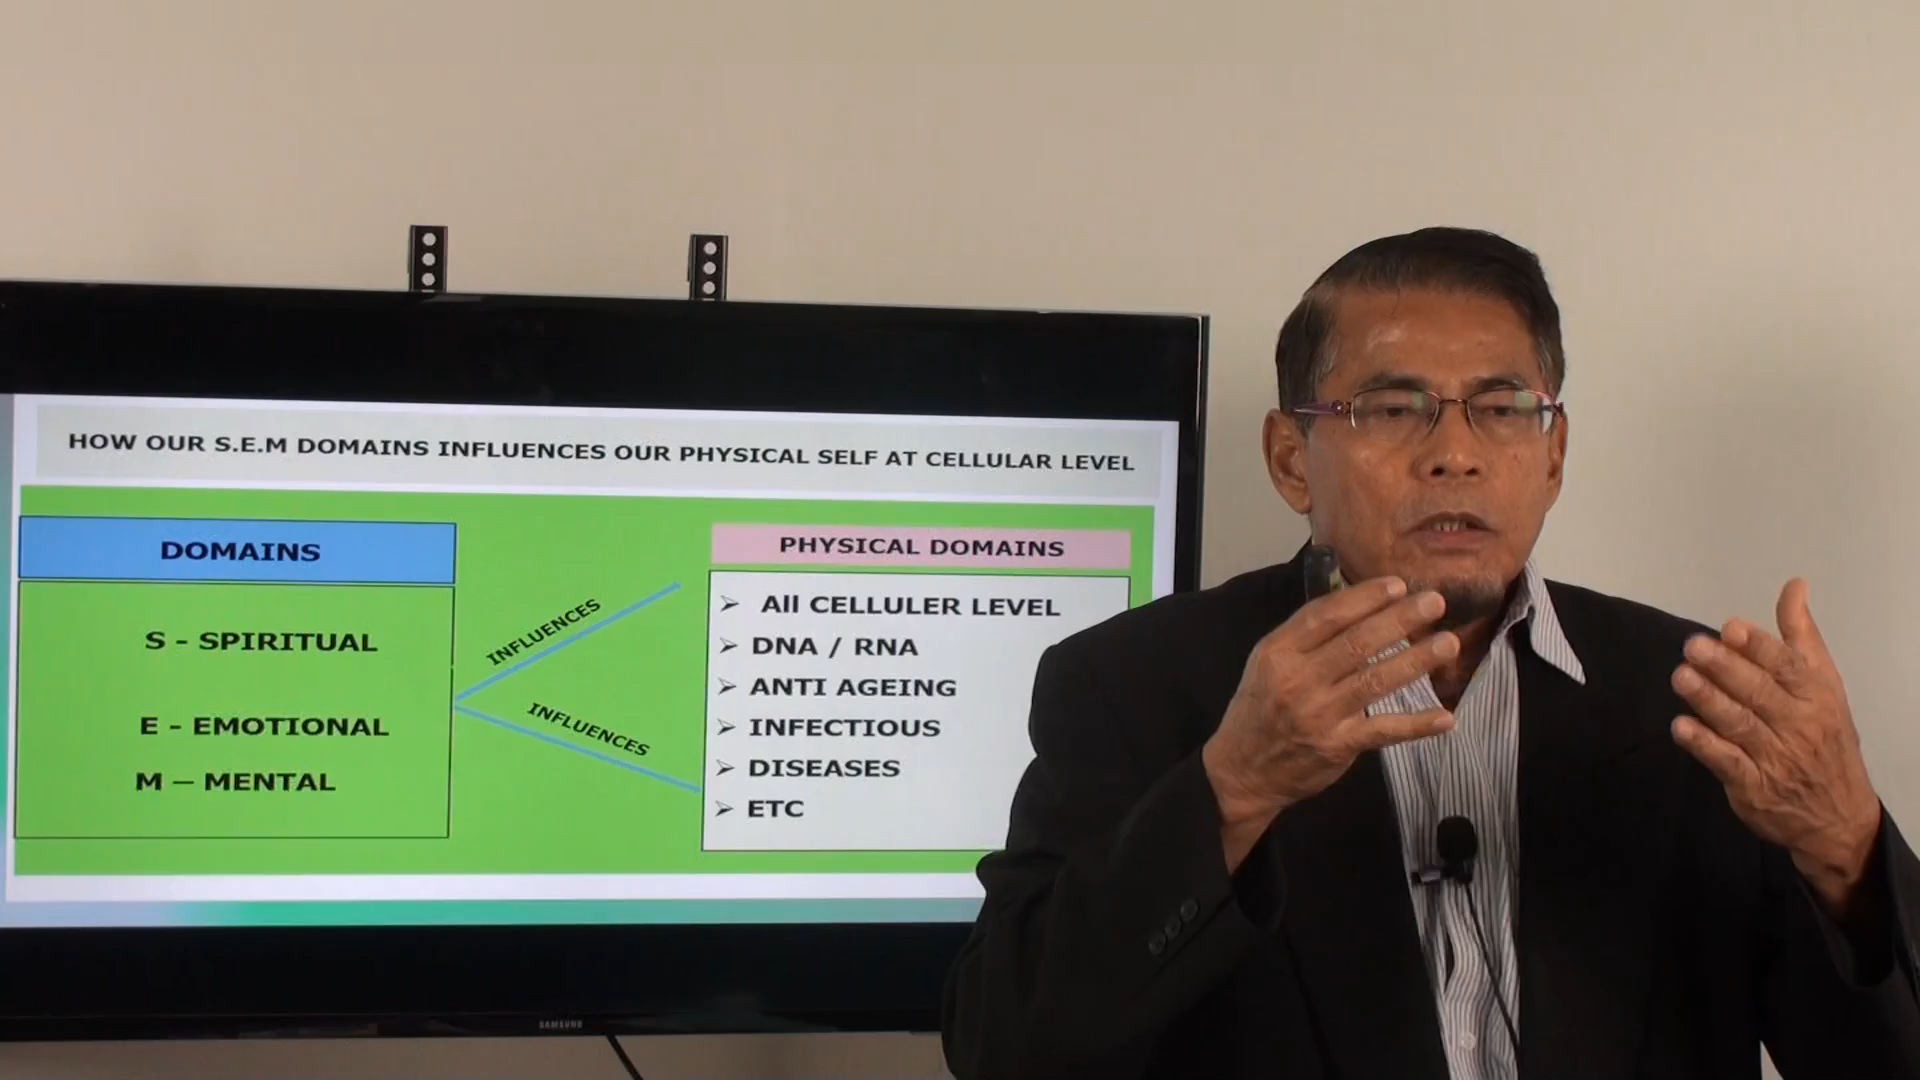 HOW OUR S.E.M DOMAINS INFLUENCES OUR PHYSICAL SELF AT CELLULAR LEVEL
DOMAINS
S - SPIRITUAL
E - EMOTIONAL
M – MENTAL
INFLUENCES
INFLUENCES
PHYSICAL DOMAINS
➢ All CELLULER LEVEL
➢ DNA / RNA
➢ ANTI AGEING
➢ INFECTIOUS
➢ DISEASES
➢ ETC
SAMSUNG